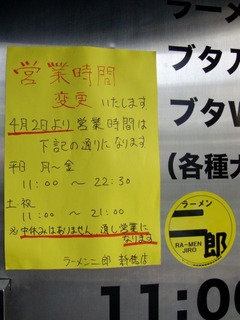 営業時間
変更いたします
4月2日より営業時間は
下記の通りになります
平日 月〜金
11:00 〜 22:30
土・祝
11:00 〜 21:00
※中休みはありません 通し営業に
なります
ラーメン二郎 新橋店
ラーメン
ブタ
ブタW
(各種
ラーメン
二郎
RA-MEN
JIRO
11:00